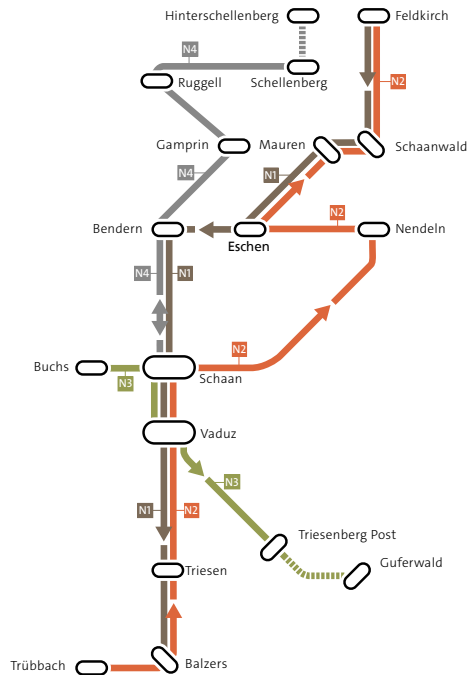 Hinterschellenberg
Feldkirch
N4
Ruggell
Schellenberg
N2
Gamprin
Mauren
Schaanwald
N4
N1
N2
Bendern
Eschen
Nendeln
N4
N1
N2
Buchs
N3
Schaan
Vaduz
N3
N1
N2
Triesenberg Post
Guferwald
Triesen
Trübbach
Balzers